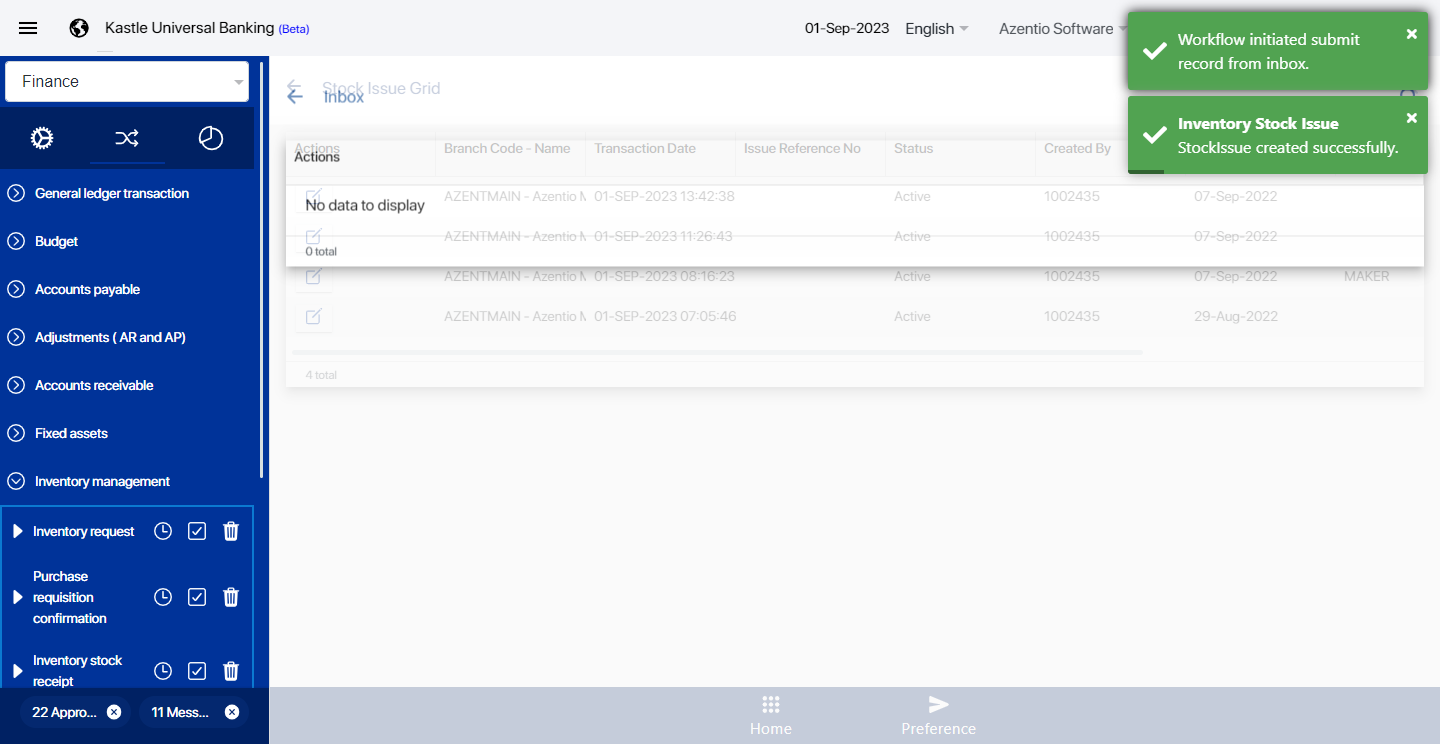 Kastle Universal Banking (Beta)
01-Sep-2023
English
Azentio Software
Workflow initiated submit
record from inbox.
Inventory Stock Issue
StockIssue created successfully.
Finance
General ledger transaction
Budget
Accounts payable
Adjustments ( AR and AP)
Accounts receivable
Fixed assets
Inventory management
Inventory request
Purchase
requisition
confirmation
Inventory stock
receipt
22 Appro...
11 Mess...
Stock Issue Grid
Inbox
Actions Branch Code - Name Transaction Date Issue Reference No Status Created By
Actions
AZENTMAIN - Azentio M 01-SEP-2023 13:42:38 Active 1002435 07-Sep-2022
No data to display
AZENTMAIN - Azentio M 01-SEP-2023 11:26:43 Active 1002435 07-Sep-2022
0 total
AZENTMAIN - Azentio M 01-SEP-2023 08:16:23 Active 1002435 07-Sep-2022 MAKER
AZENTMAIN - Azentio M 01-SEP-2023 07:05:46 Active 1002435 29-Aug-2022
4 total
Home
Preference